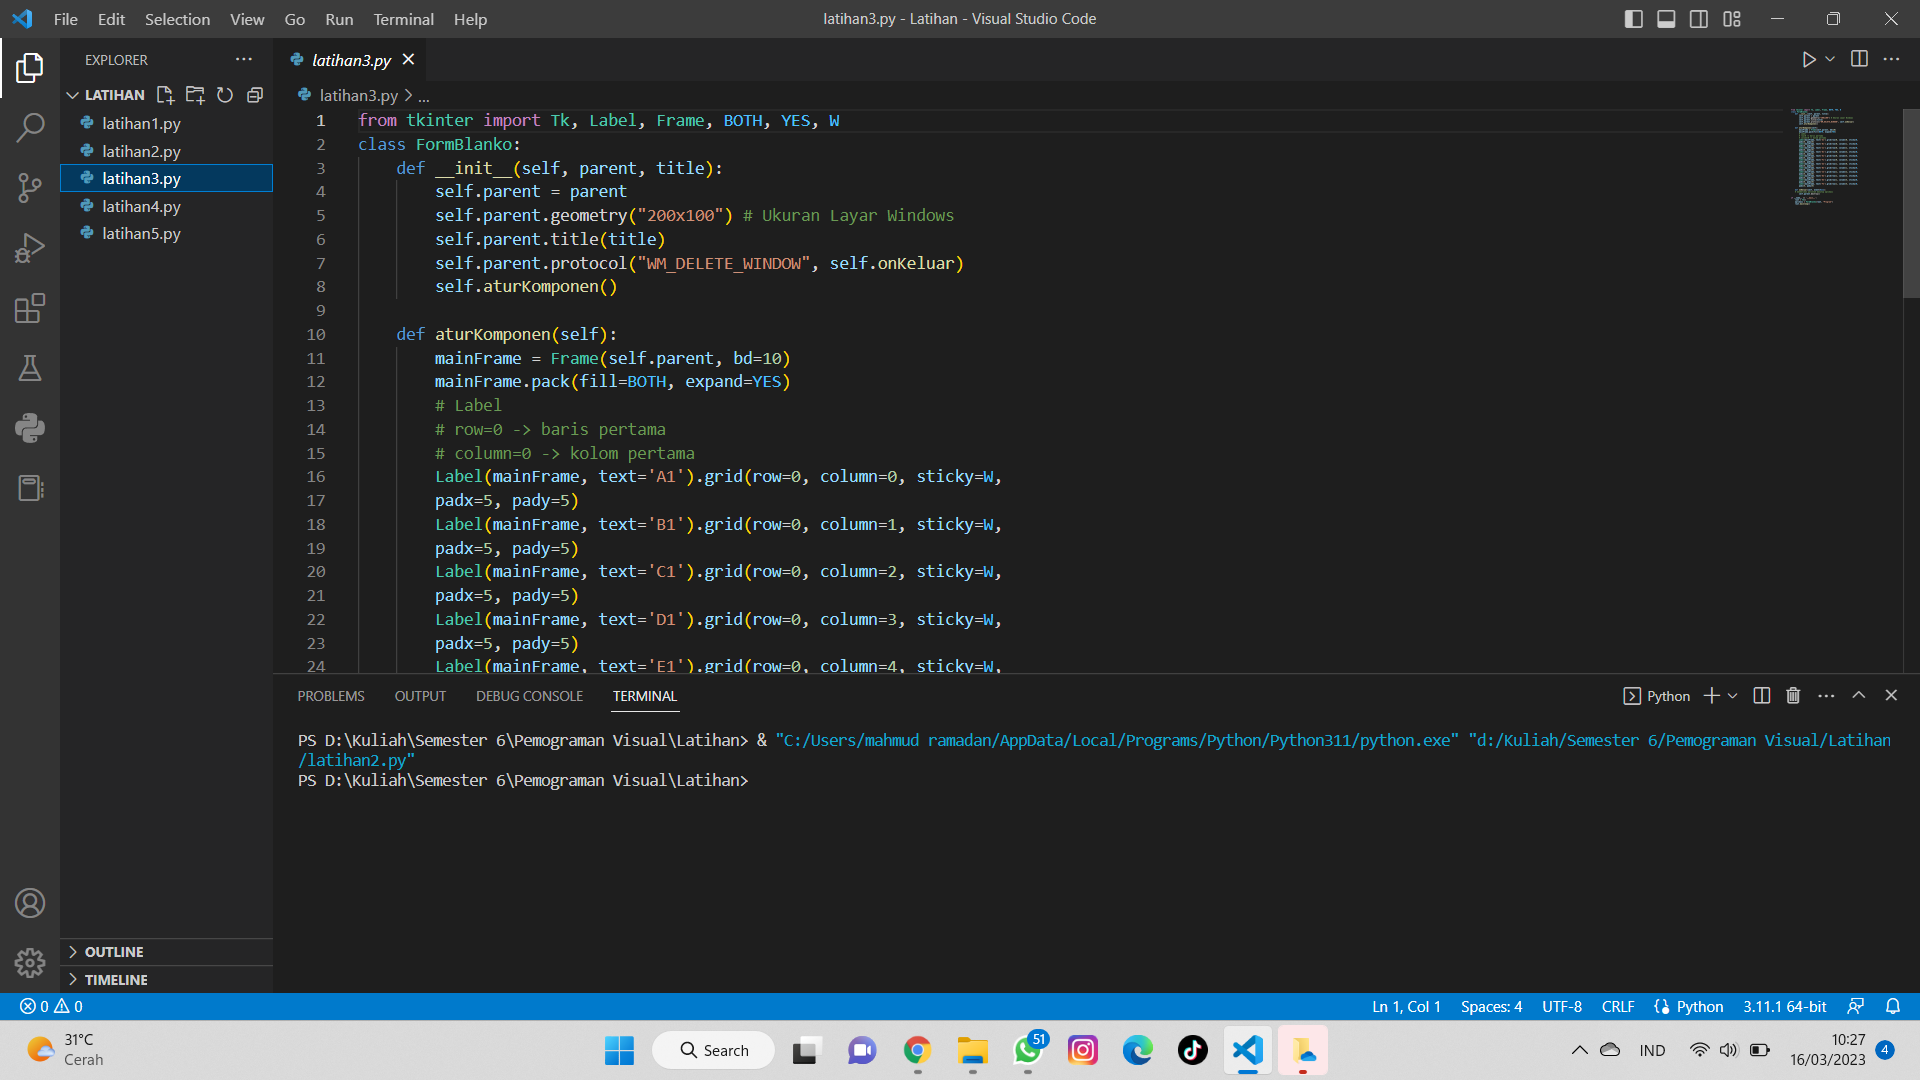 File Edit Selection View Go Run Terminal Help
latihan3.py - Latihan - Visual Studio Code
EXPLORER
LATIHAN
latihan1.py
latihan2.py
latihan3.py
latihan4.py
latihan5.py
OUTLINE
TIMELINE
latihan3.py
latihan3.py > ...
1 from tkinter import Tk, Label, Frame, BOTH, YES, W
2 class FormBlanko:
3     def __init__(self, parent, title):
4         self.parent = parent
5         self.parent.geometry("200x100") # Ukuran Layar Windows
6         self.parent.title(title)
7         self.parent.protocol("WM_DELETE_WINDOW", self.onKeluar)
8         self.aturKomponen()
9
10     def aturKomponen(self):
11         mainFrame = Frame(self.parent, bd=10)
12         mainFrame.pack(fill=BOTH, expand=YES)
13         # Label
14         # row=0 -> baris pertama
15         # column=0 -> kolom pertama
16         Label(mainFrame, text='A1').grid(row=0, column=0, sticky=W,
17         padx=5, pady=5)
18         Label(mainFrame, text='B1').grid(row=0, column=1, sticky=W,
19         padx=5, pady=5)
20         Label(mainFrame, text='C1').grid(row=0, column=2, sticky=W,
21         padx=5, pady=5)
22         Label(mainFrame, text='D1').grid(row=0, column=3, sticky=W,
23         padx=5, pady=5)
24         Label(mainFrame, text='E1').grid(row=0, column=4, sticky=W,
PROBLEMS OUTPUT DEBUG CONSOLE TERMINAL
Python
PS D:\Kuliah\Semester 6\Pemograman Visual\Latihan> & "C:/Users/mahmud ramadan/AppData/Local/Programs/Python/Python311/python.exe" "d:/Kuliah/Semester 6/Pemograman Visual/Latihan
/latihan2.py"
PS D:\Kuliah\Semester 6\Pemograman Visual\Latihan>
0 0
Ln 1, Col 1 Spaces: 4 UTF-8 CRLF Python 3.11.1 64-bit
31°C
Cerah
Search
51
IND
10:27
16/03/2023
4